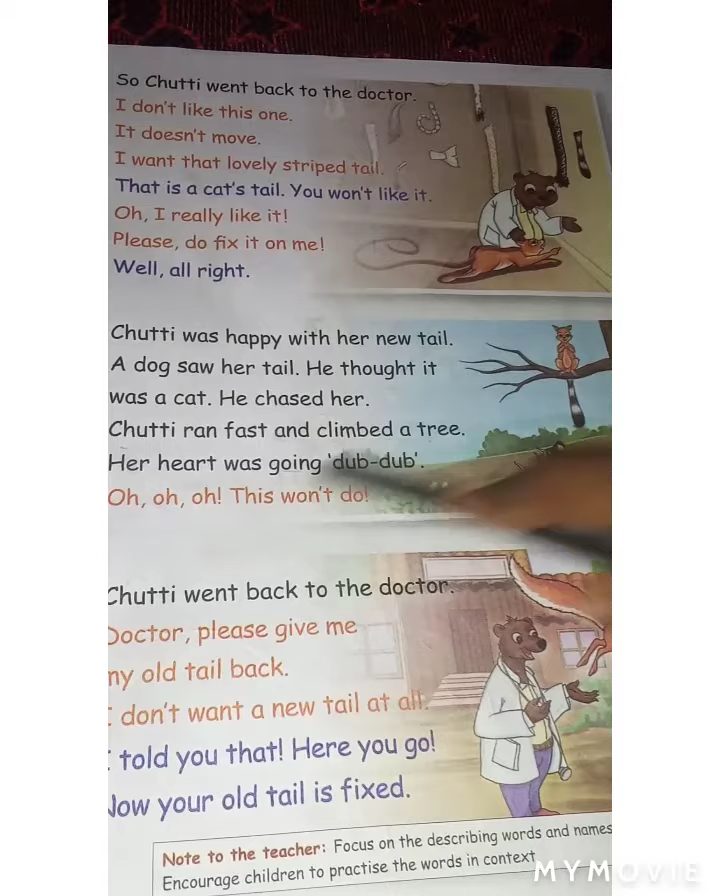 So Chutti went back to the doctor.
I don't like this one.
It doesn't move.
I want that lovely striped tail.
That is a cat's tail. You won't like it.
Oh, I really like it!
Please, do fix it on me!
Well, all right.
Chutti was happy with her new tail.
A dog saw her tail. He thought it
was a cat. He chased her.
Chutti ran fast and climbed a tree.
Her heart was going 'dub-dub'.
Oh, oh, oh! This won't do!
Chutti went back to the doctor.
Doctor, please give me
my old tail back.
I don't want a new tail at all.
I told you that! Here you go!
Now your old tail is fixed.
Note to the teacher: Focus on the describing words and names
Encourage children to practise the words in context
MYMOVIE